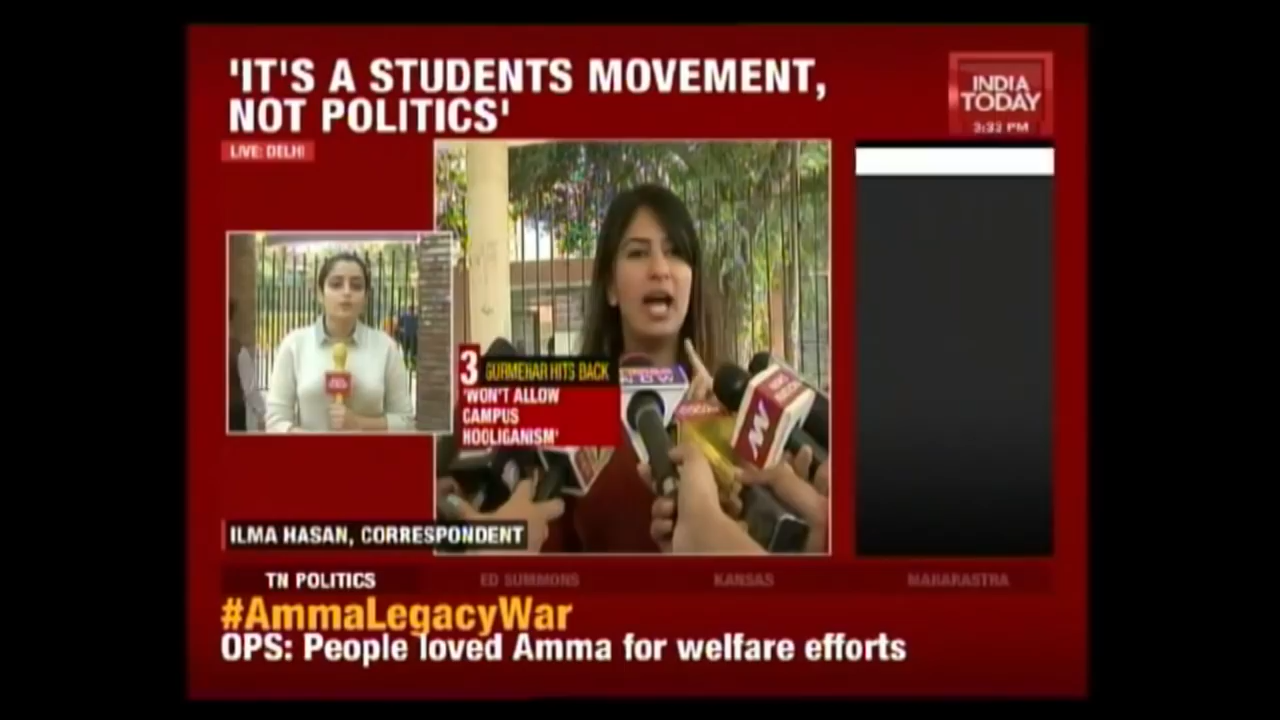 'IT'S A STUDENTS MOVEMENT,
NOT POLITICS'
INDIA
TODAY
3:32 PM
LIVE: DELHI
3 GURMEHAR HITS BACK
'WON'T ALLOW
CAMPUS
HOOLIGANISM'
ILMA HASAN, CORRESPONDENT
TN POLITICS ED SUMMONS KANSAS MAHARASTRA
#AmmaLegacyWar
OPS: People loved Amma for welfare efforts